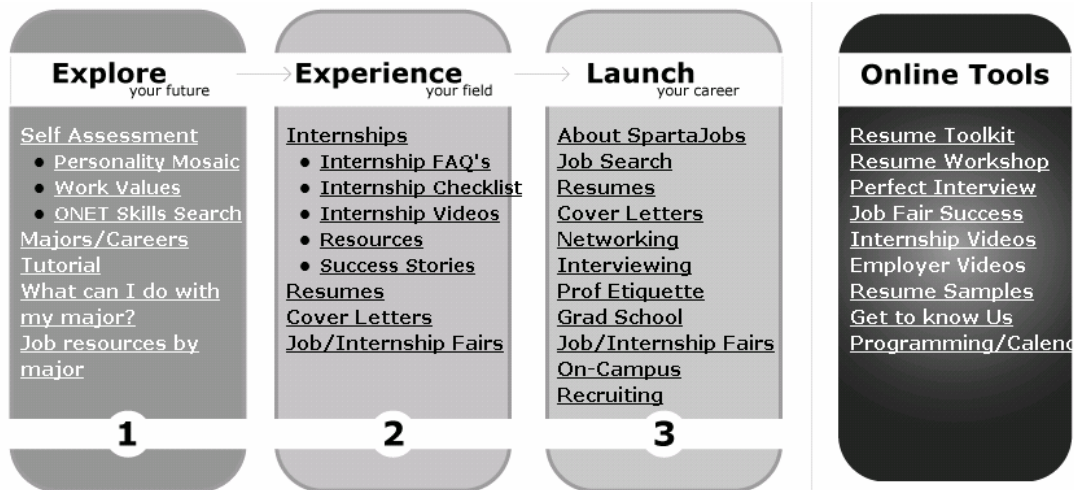 Explore
your future
Self Assessment
• Personality Mosaic
• Work Values
• ONET Skills Search
Majors/Careers
Tutorial
What can I do with
my major?
Job resources by
major
1
Experience
your field
Internships
• Internship FAQ's
• Internship Checklist
• Internship Videos
• Resources
• Success Stories
Resumes
Cover Letters
Job/Internship Fairs
2
Launch
your career
About SpartaJobs
Job Search
Resumes
Cover Letters
Networking
Interviewing
Prof Etiquette
Grad School
Job/Internship Fairs
On-Campus
Recruiting
3
Online Tools
Resume Toolkit
Resume Workshop
Perfect Interview
Job Fair Success
Internship Videos
Employer Videos
Resume Samples
Get to know Us
Programming/Calend